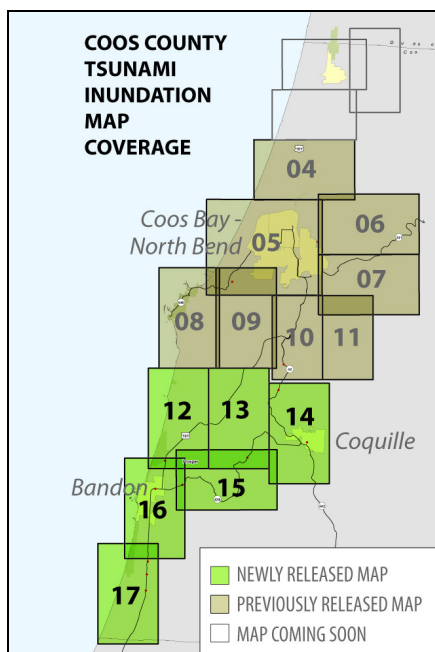 COOS COUNTY
TSUNAMI
INUNDATION
MAP
COVERAGE
04
Coos Bay -
North Bend
05
06
07
08
09
10
11
12
13
14
Coquille
15
Bandon
16
17
NEWLY RELEASED MAP
PREVIOUSLY RELEASED MAP
MAP COMING SOON